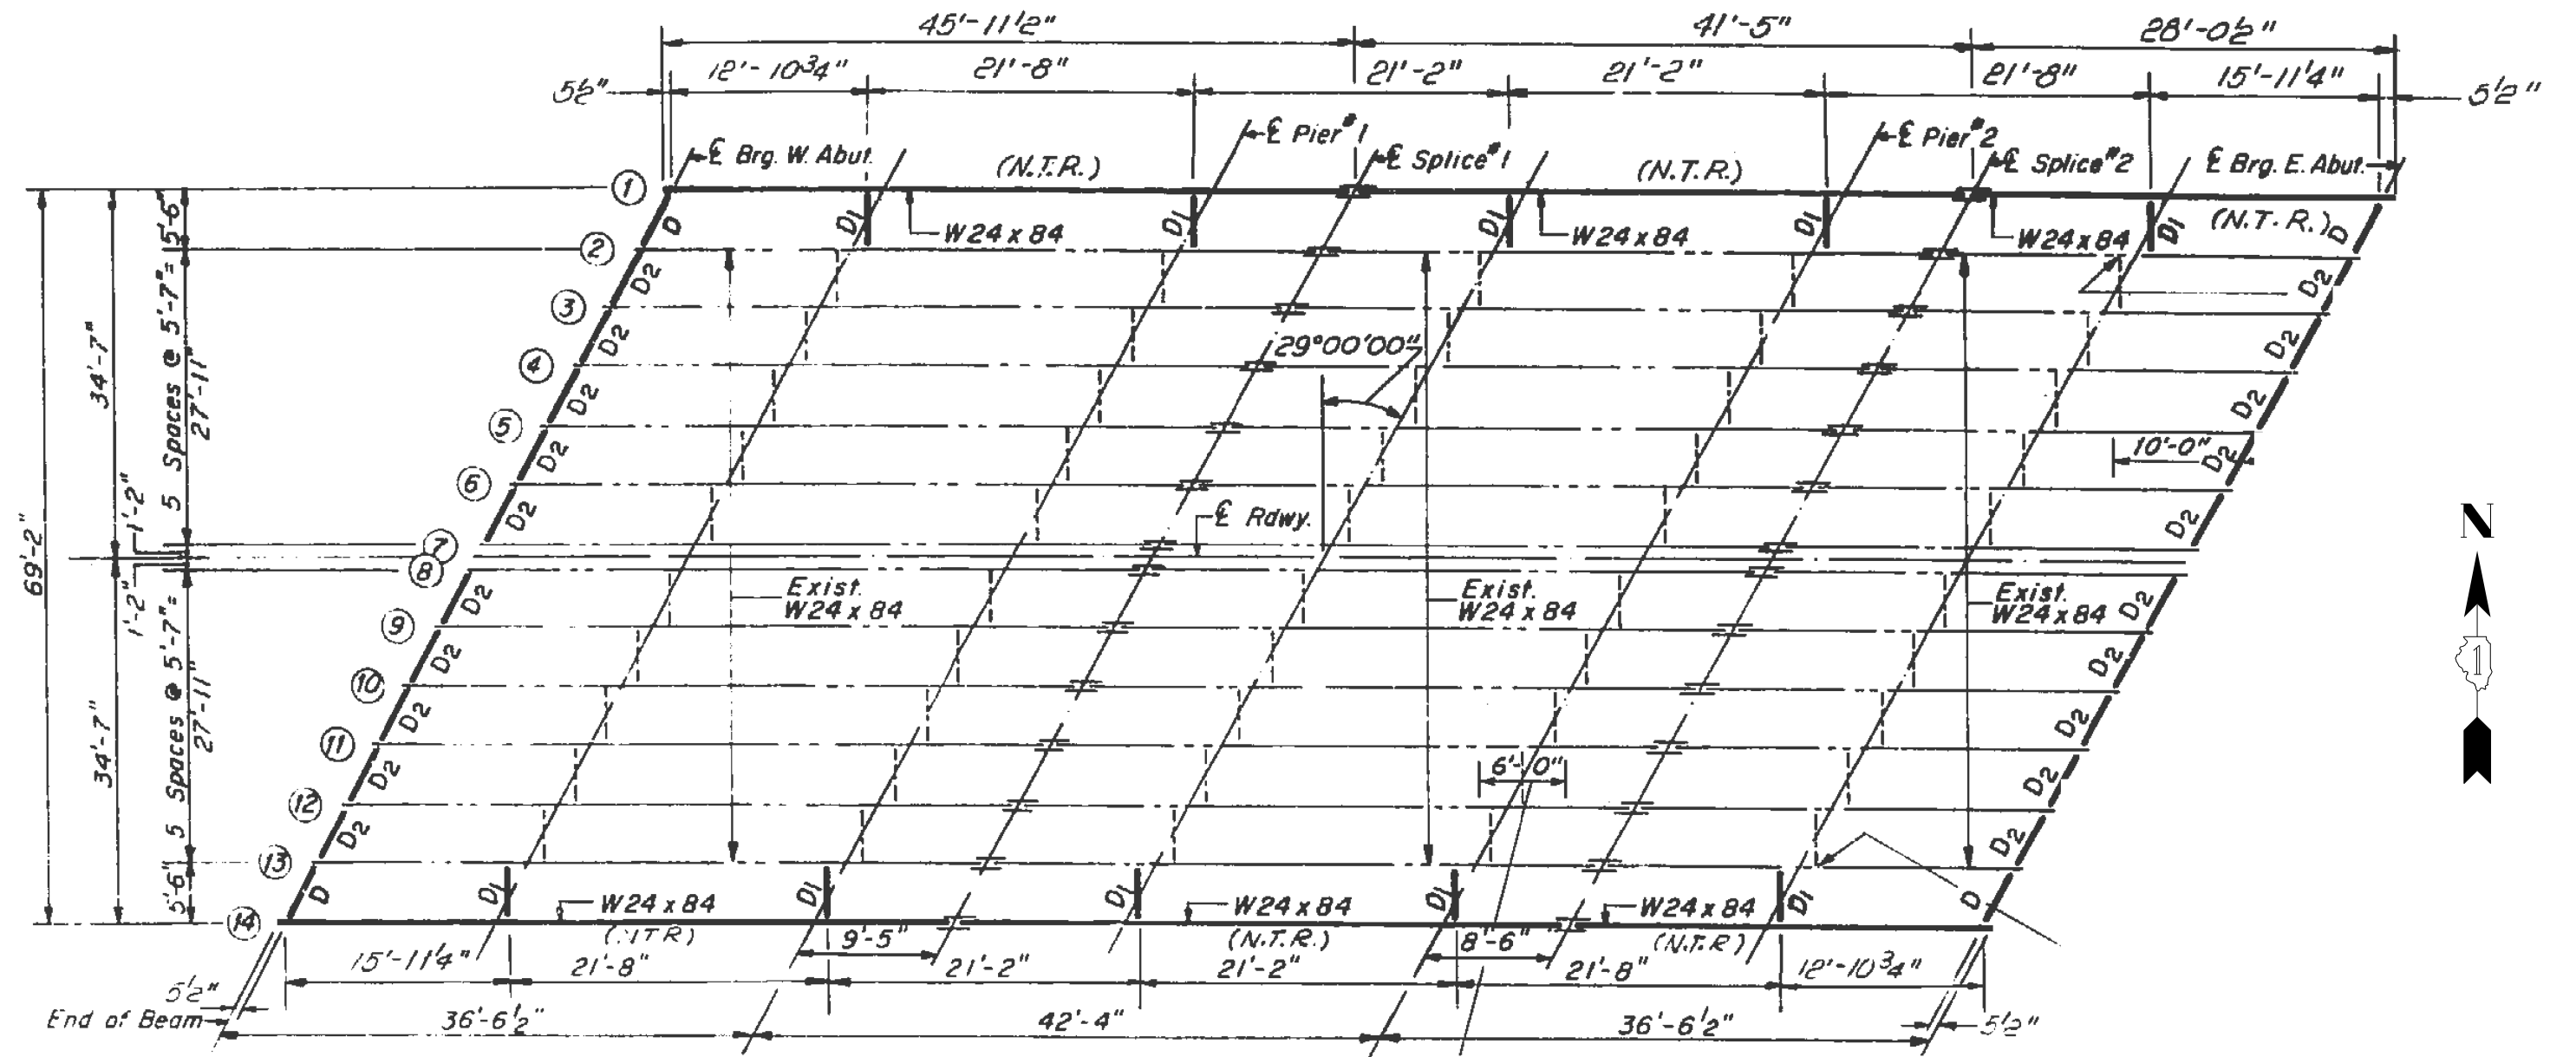 45'-11½" 41'-5" 28'-0½"
5½" 12'-10¾" 21'-8" 21'-2" 21'-2" 21'-8" 15'-11¼" 5½"
℄ Brg. W. Abut. (N.T.R.) ℄ Pier #1 ℄ Splice #1 (N.T.R.) ℄ Pier #2 ℄ Splice #2 ℄ Brg. E. Abut.
1
D D1 W24 x 84 D1 D1 W24 x 84 D1 W24 x 84 D1 (N.T.R.) D
5'-6"
2
D2 D2
3
D2 29°00'00" D2
4
D2 D2
34'-7"
5 Spaces @ 5'-7" = 27'-11"
5
D2 10'-0" D2
6
D2 D2
1'-2" ℄ Rdwy.
7
69'-2"
8
1'-2"
D2 Exist. W24 x 84 Exist. W24 x 84 Exist. W24 x 84 D2
9
D2 D2
10
D2 D2
34'-7"
5 Spaces @ 5'-7" = 27'-11"
11
D2 6'-0" D2
12
D2 D2
13
5'-6"
D D1 W24 x 84 D1 D1 W24 x 84 D1 W24 x 84 D1 D
14
(N.T.R.) 9'-5" (N.T.R.) 8'-6" (N.T.R.)
15'-11¼" 21'-8" 21'-2" 21'-2" 21'-8" 12'-10¾"
5½"
End of Beam 36'-6½" 42'-4" 36'-6½" 5½"
N
1